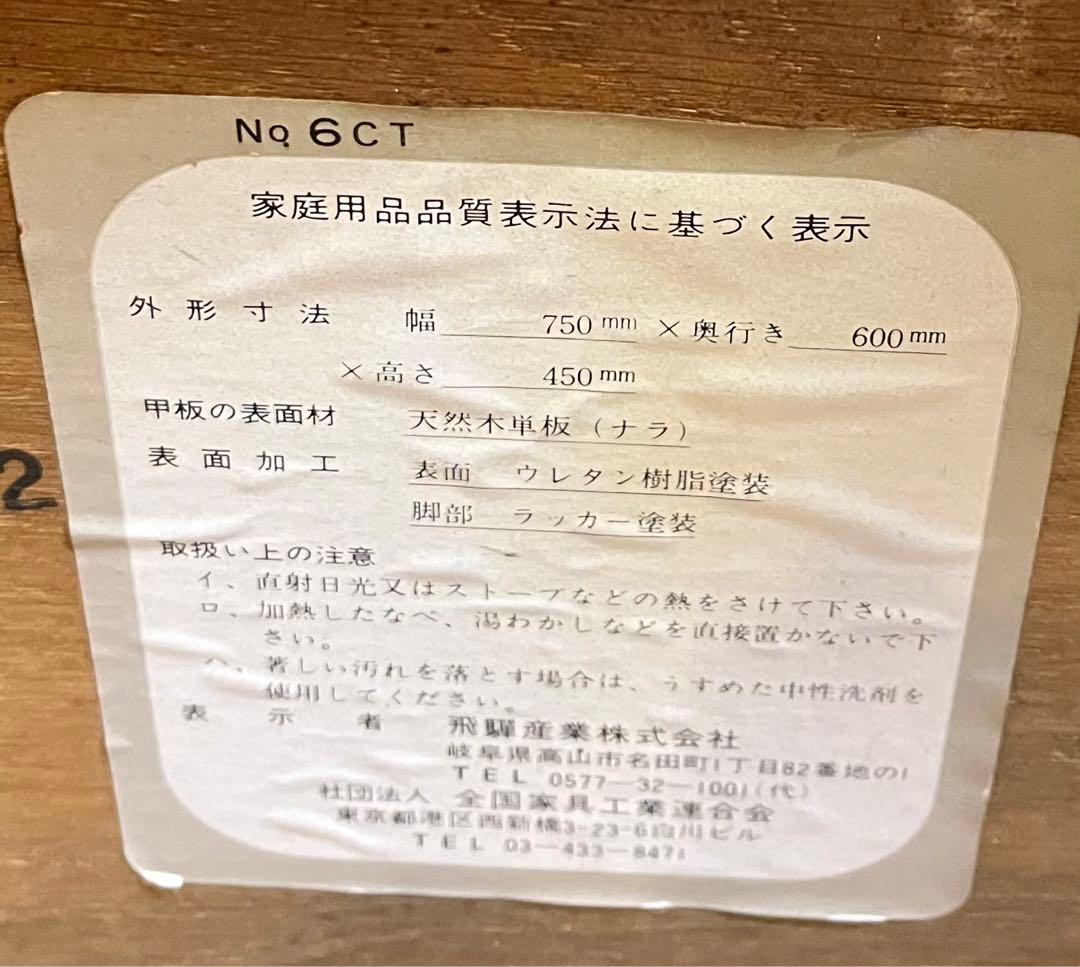 No. 6CT
家庭用品品質表示法に基づく表示
外形寸法 幅 750mm ×奥行き 600mm
×高さ 450mm
甲板の表面材 天然木単板（ナラ）
表面加工 表面 ウレタン樹脂塗装
脚部 ラッカー塗装
取扱い上の注意
イ、直射日光又はストーブなどの熱をさけて下さい。
ロ、加熱したなべ、湯わかしなどを直接置かないで下
さい。
ハ、著しい汚れを落とす場合は、うすめた中性洗剤を
使用してください。
表示者 飛騨産業株式会社
岐阜県高山市名田町1丁目82番地の1
TEL 0577—32—1001(代)
社団法人 全国家具工業連合会
東京都港区西新橋3-23-6白川ビル
TEL 03—433—8471
2